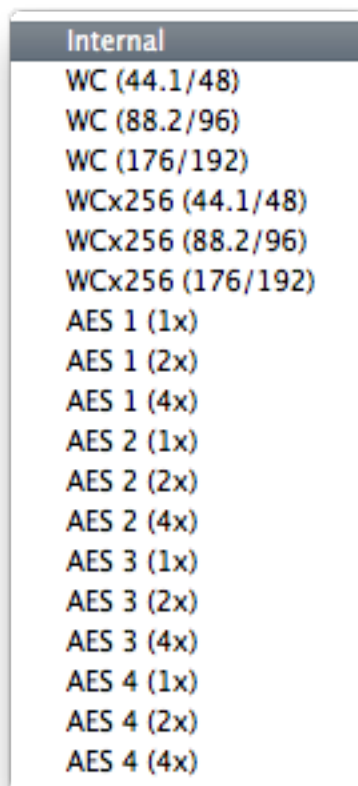 Internal
WC (44.1/48)
WC (88.2/96)
WC (176/192)
WCx256 (44.1/48)
WCx256 (88.2/96)
WCx256 (176/192)
AES 1 (1x)
AES 1 (2x)
AES 1 (4x)
AES 2 (1x)
AES 2 (2x)
AES 2 (4x)
AES 3 (1x)
AES 3 (2x)
AES 3 (4x)
AES 4 (1x)
AES 4 (2x)
AES 4 (4x)